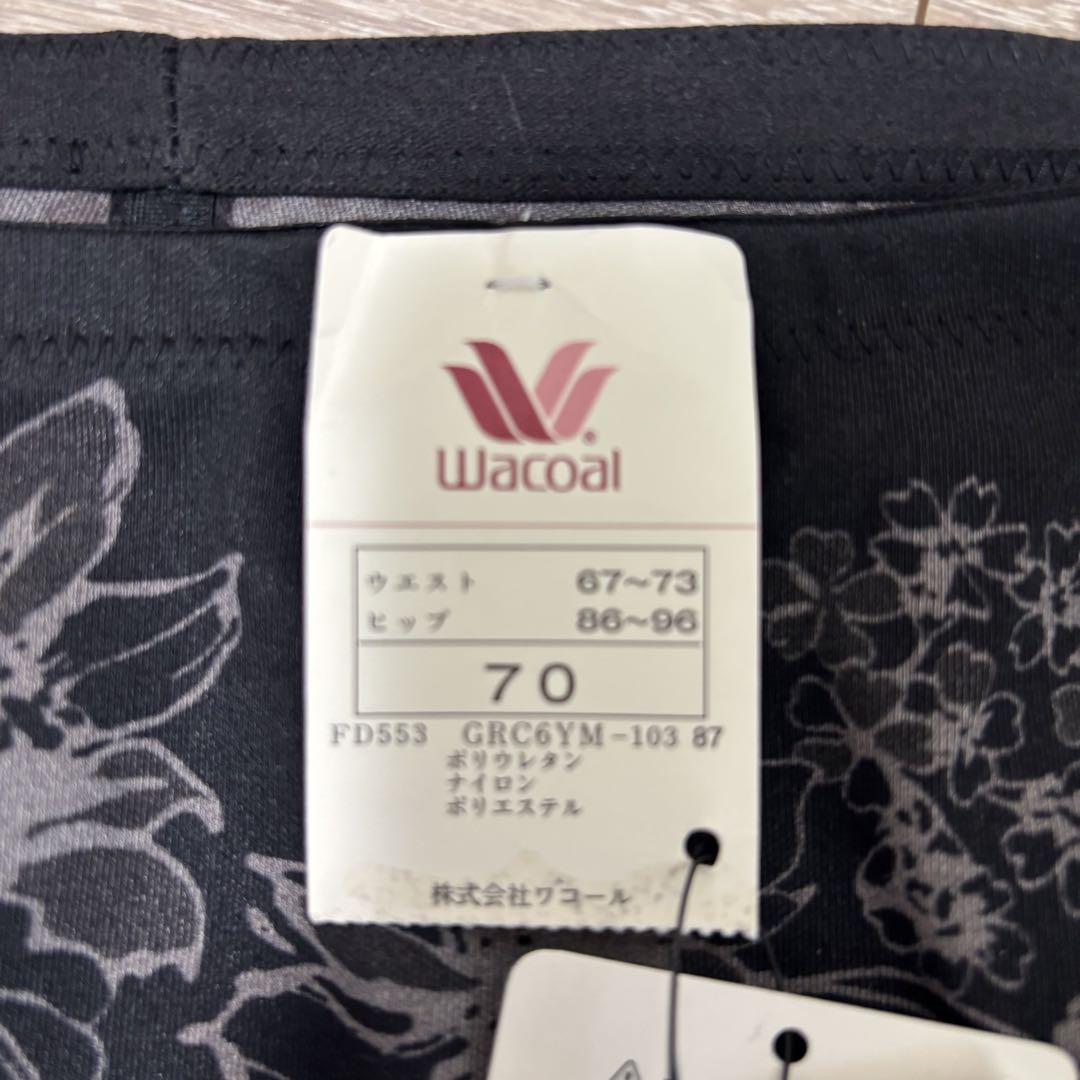 Wacoal
ウエスト 67～73
ヒップ 86～96
70
FD553 GRC6YM-103 87
ポリウレタン
ナイロン
ポリエステル
株式会社ワコール